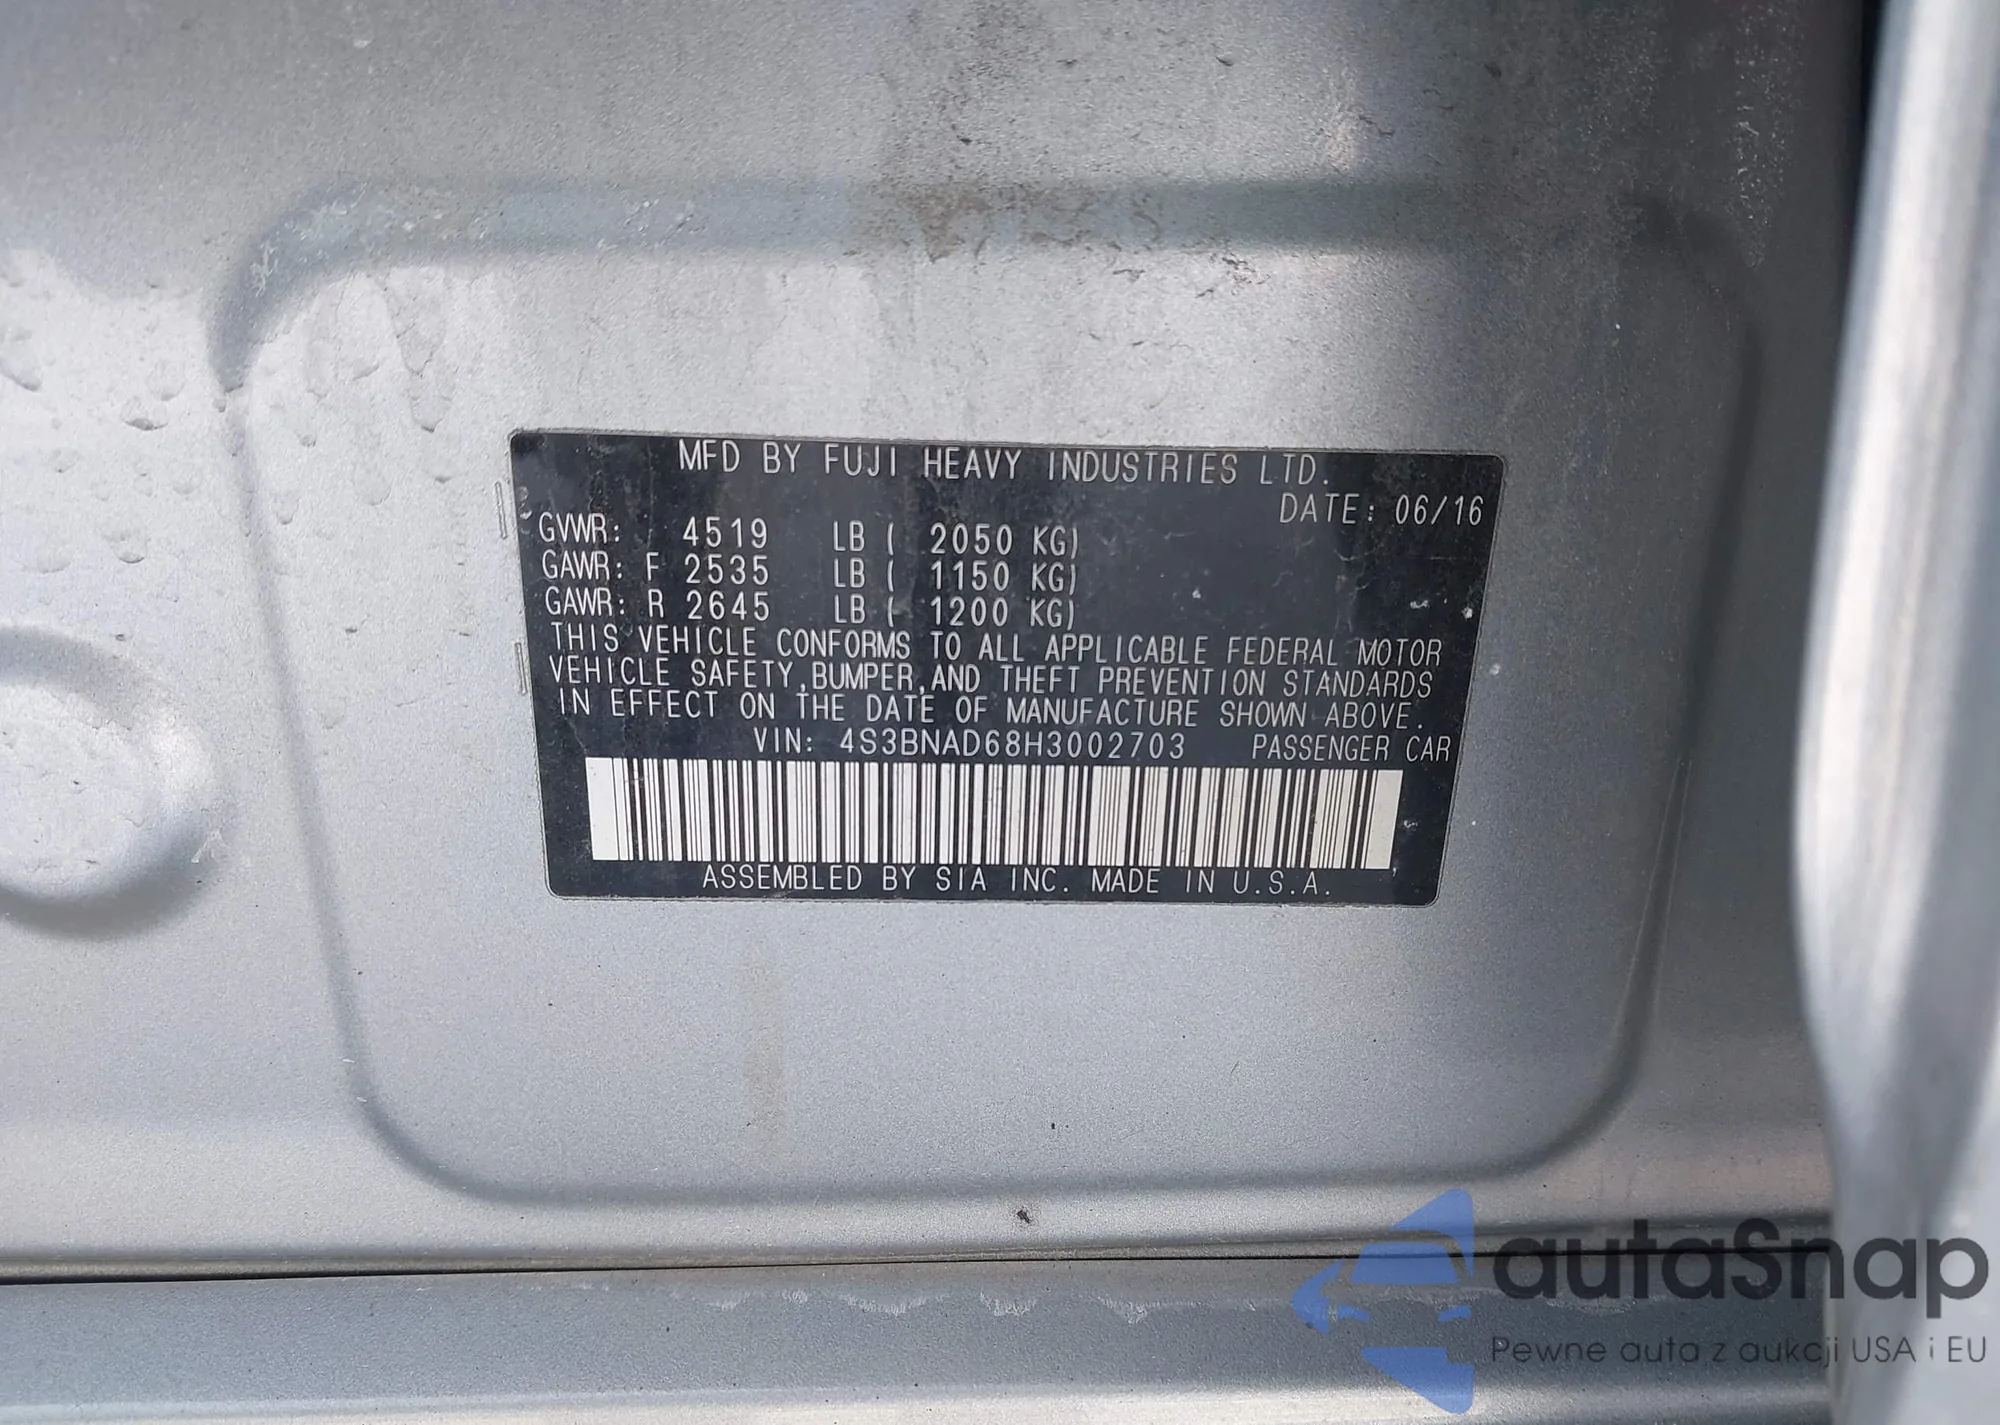 MFD BY FUJI HEAVY INDUSTRIES LTD.
DATE: 06/16
GVWR: 4519 LB ( 2050 KG)
GAWR: F 2535 LB ( 1150 KG)
GAWR: R 2645 LB ( 1200 KG)
THIS VEHICLE CONFORMS TO ALL APPLICABLE FEDERAL MOTOR
VEHICLE SAFETY,BUMPER,AND THEFT PREVENTION STANDARDS
IN EFFECT ON THE DATE OF MANUFACTURE SHOWN ABOVE.
VIN: 4S3BNAD68H3002703 PASSENGER CAR
ASSEMBLED BY SIA INC. MADE IN U.S.A.
autaSnap
Pewne auta z aukcji USA i EU